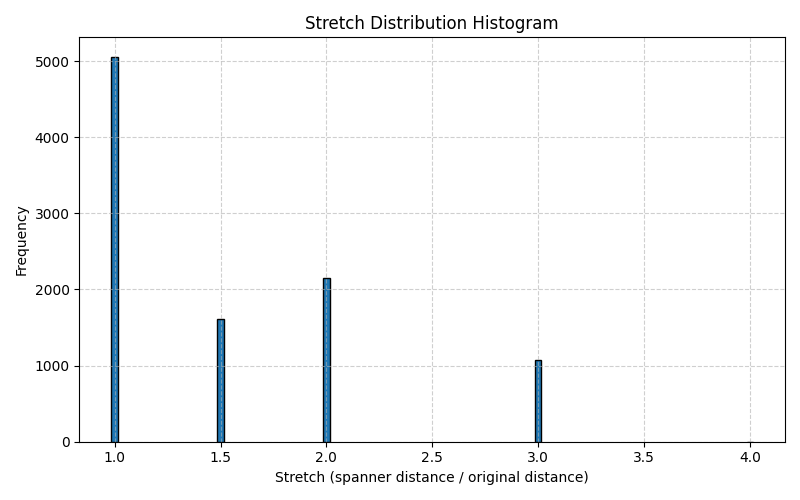 Stretch Distribution Histogram
Frequency
5000
4000
3000
2000
1000
0
1.0 1.5 2.0 2.5 3.0 3.5 4.0
Stretch (spanner distance / original distance)